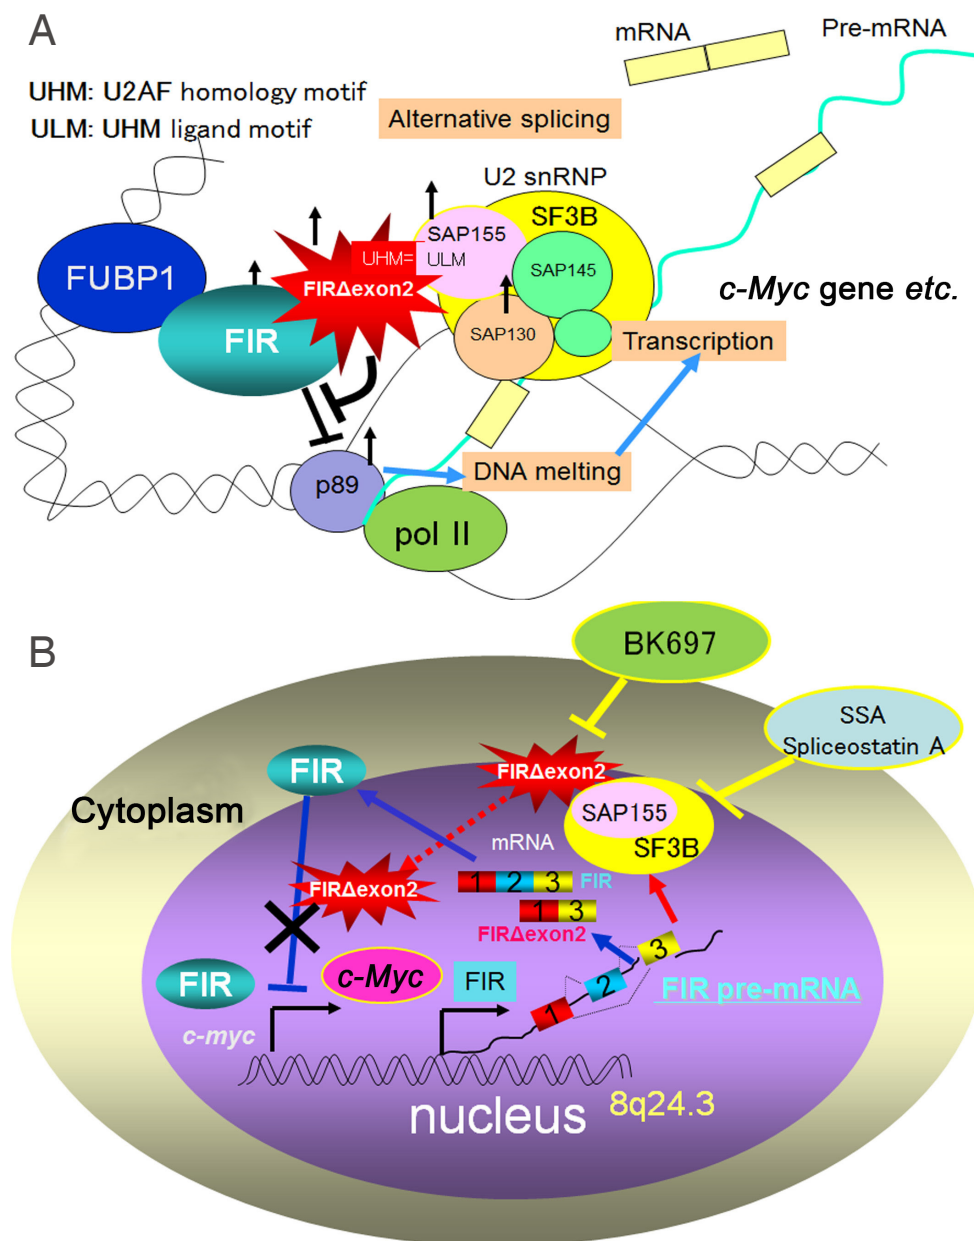 A
mRNA
Pre-mRNA
UHM: U2AF homology motif
ULM: UHM ligand motif
Alternative splicing
U2 snRNP
SF3B
SAP155
UHM=
ULM
FUBP1
SAP145
FIRΔexon2
c-Myc gene etc.
FIR
SAP130
Transcription
p89
DNA melting
pol II
B
BK697
SSA
Spliceostatin A
FIR
FIRΔexon2
Cytoplasm
SAP155
mRNA
SF3B
1 2 3
FIR
FIRΔexon2
1 3
FIRΔexon2
3
FIR
c-Myc
FIR
2
FIR pre-mRNA
1
c-myc
nucleus
8q24.3